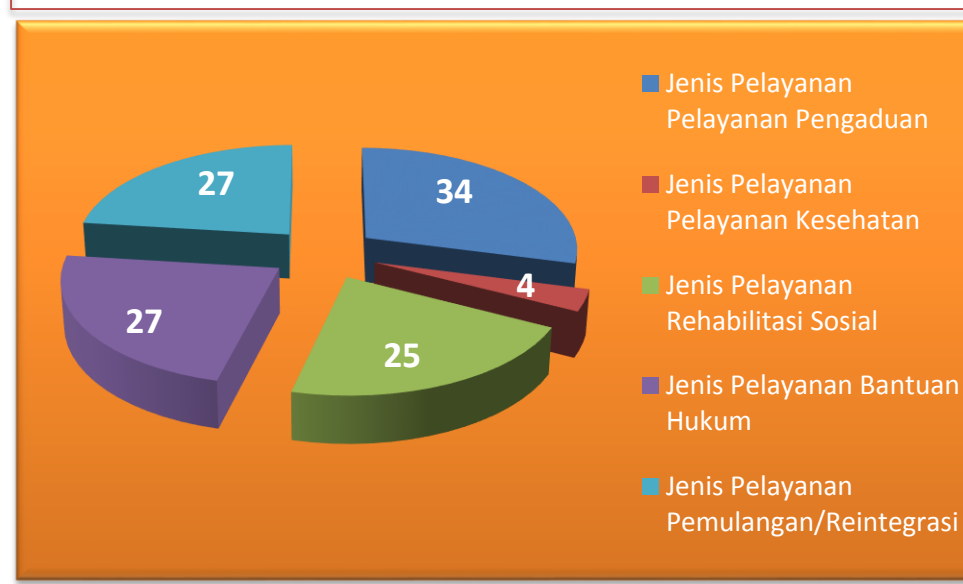 27
34
4
27
25
Jenis Pelayanan
Pelayanan Pengaduan
Jenis Pelayanan
Pelayanan Kesehatan
Jenis Pelayanan
Rehabilitasi Sosial
Jenis Pelayanan Bantuan
Hukum
Jenis Pelayanan
Pemulangan/Reintegrasi